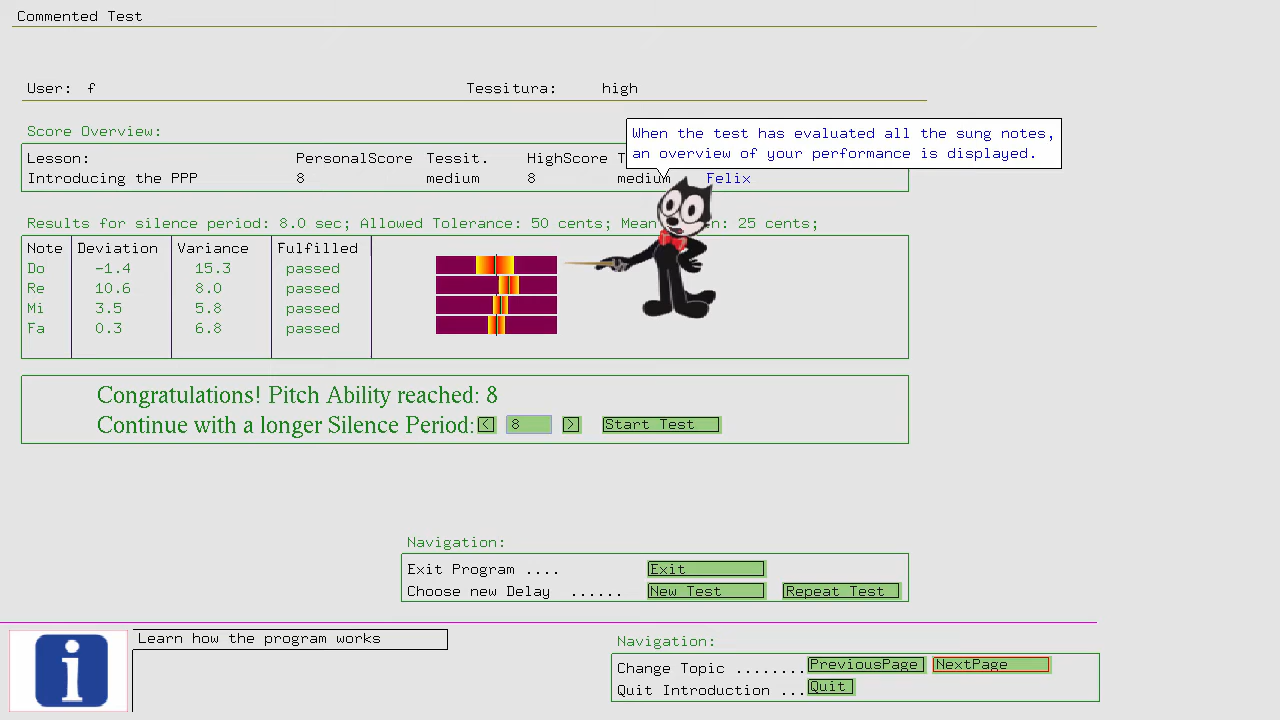 Commented Test
User: f Tessitura: high
Score Overview:
When the test has evaluated all the sung notes,
an overview of your performance is displayed.
Lesson: PersonalScore Tessit. HighScore
Introducing the PPP 8 medium 8 medium Felix
Results for silence period: 8.0 sec; Allowed Tolerance: 50 cents; Mean 25 cents;
Note Deviation Variance Fulfilled
Do -1.4 15.3 passed
Re 10.6 8.0 passed
Mi 3.5 5.8 passed
Fa 0.3 6.8 passed
Congratulations! Pitch Ability reached: 8
Continue with a longer Silence Period: < 8 > Start Test
Navigation:
Exit Program .... Exit
Choose new Delay ...... New Test Repeat Test
Learn how the program works
i
Navigation:
Change Topic ........ PreviousPage NextPage
Quit Introduction ... Quit